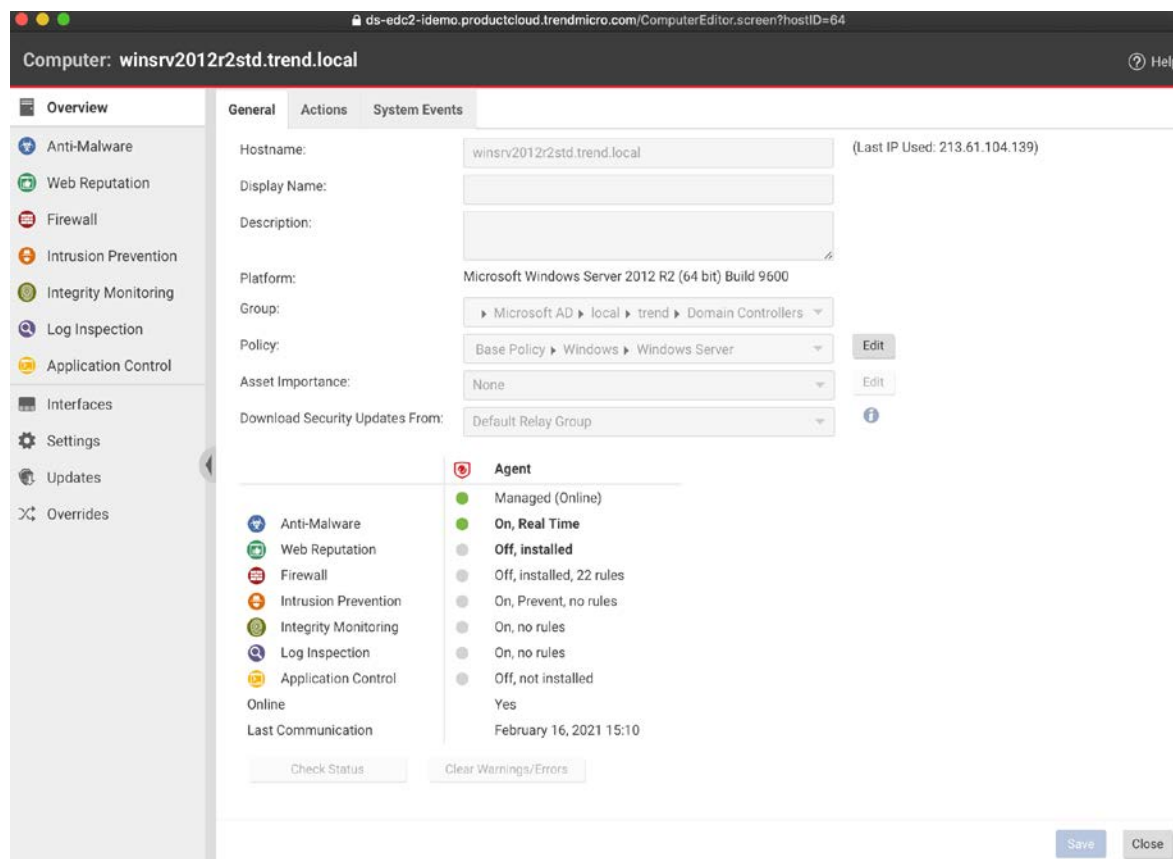 ds-edc2-idemo.productcloud.trendmicro.com/ComputerEditor.screen?hostID=64
Computer: winsrv2012r2std.trend.local
Help
Overview
Anti-Malware
Web Reputation
Firewall
Intrusion Prevention
Integrity Monitoring
Log Inspection
Application Control
Interfaces
Settings
Updates
Overrides
General Actions System Events
Hostname: winsrv2012r2std.trend.local (Last IP Used: 213.61.104.139)
Display Name:
Description:
Platform: Microsoft Windows Server 2012 R2 (64 bit) Build 9600
Group: Microsoft AD local trend Domain Controllers
Policy: Base Policy Windows Windows Server Edit
Asset Importance: None Edit
Download Security Updates From: Default Relay Group
Agent
Managed (Online)
Anti-Malware On, Real Time
Web Reputation Off, installed
Firewall Off, installed, 22 rules
Intrusion Prevention On, Prevent, no rules
Integrity Monitoring On, no rules
Log Inspection On, no rules
Application Control Off, not installed
Online Yes
Last Communication February 16, 2021 15:10
Check Status Clear Warnings/Errors
Save Close